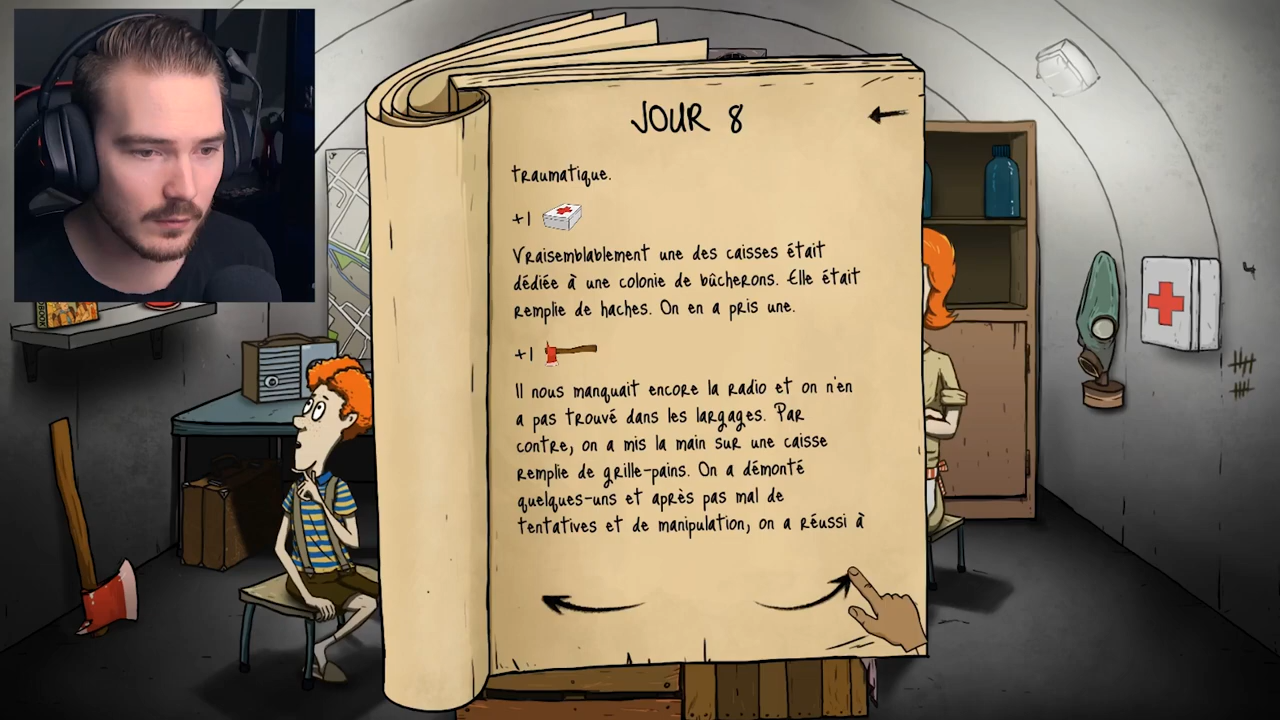 JOUR 8
traumatique.
+1
Vraisemblablement une des caisses était
dédiée à une colonie de bûcherons. Elle était
remplie de haches. On en a pris une.
+1
Il nous manquait encore la radio et on n'en
a pas trouvé dans les largages. Par
contre, on a mis la main sur une caisse
remplie de grille-pains. On a démonté
quelques-uns et après pas mal de
tentatives et de manipulation, on a réussi à